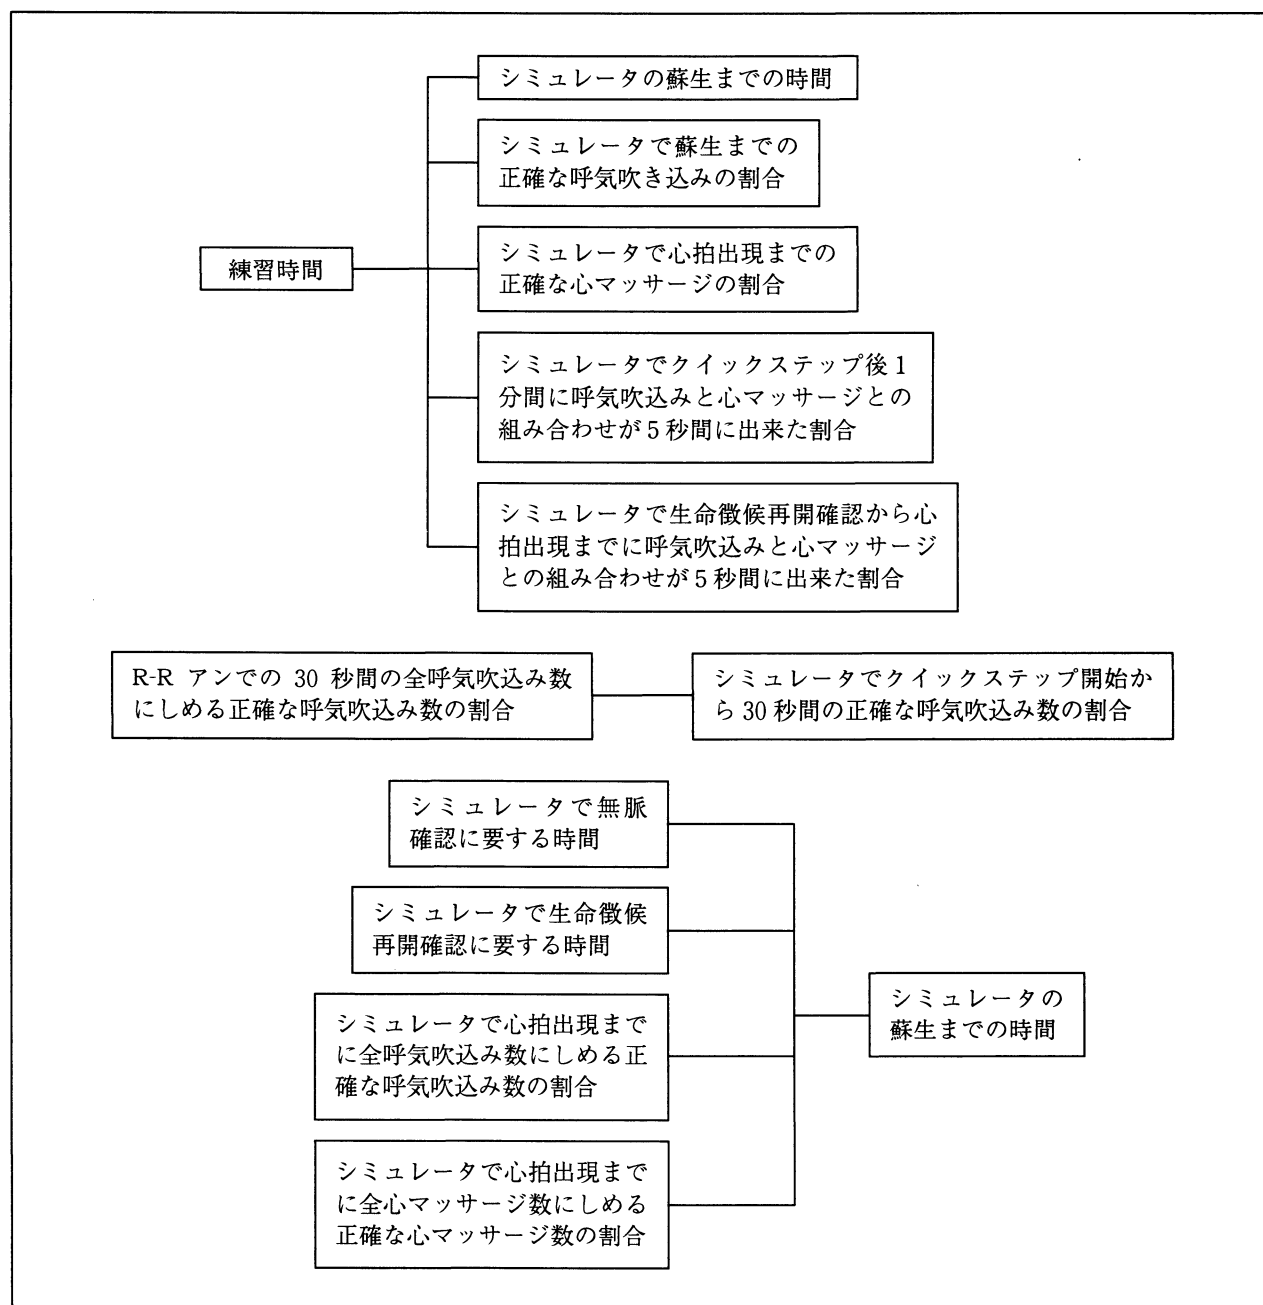 シミュレータの蘇生までの時間
シミュレータで蘇生までの
正確な呼気吹き込みの割合
練習時間
シミュレータで心拍出現までの
正確な心マッサージの割合
シミュレータでクイックステップ後1
分間に呼気吹込みと心マッサージとの
組み合わせが5秒間に出来た割合
シミュレータで生命徴候再開確認から心
拍出現までに呼気吹込みと心マッサージ
との組み合わせが5秒間に出来た割合
R-R アンでの 30 秒間の全呼気吹込み数
にしめる正確な呼気吹込み数の割合
シミュレータでクイックステップ開始か
ら30秒間の正確な呼気吹込み数の割合
シミュレータで無脈
確認に要する時間
シミュレータで生命徴候
再開確認に要する時間
シミュレータで心拍出現まで
に全呼気吹込み数にしめる正
確な呼気吹込み数の割合
シミュレータで心拍出現まで
に全心マッサージ数にしめる
正確な心マッサージ数の割合
シミュレータの
蘇生までの時間